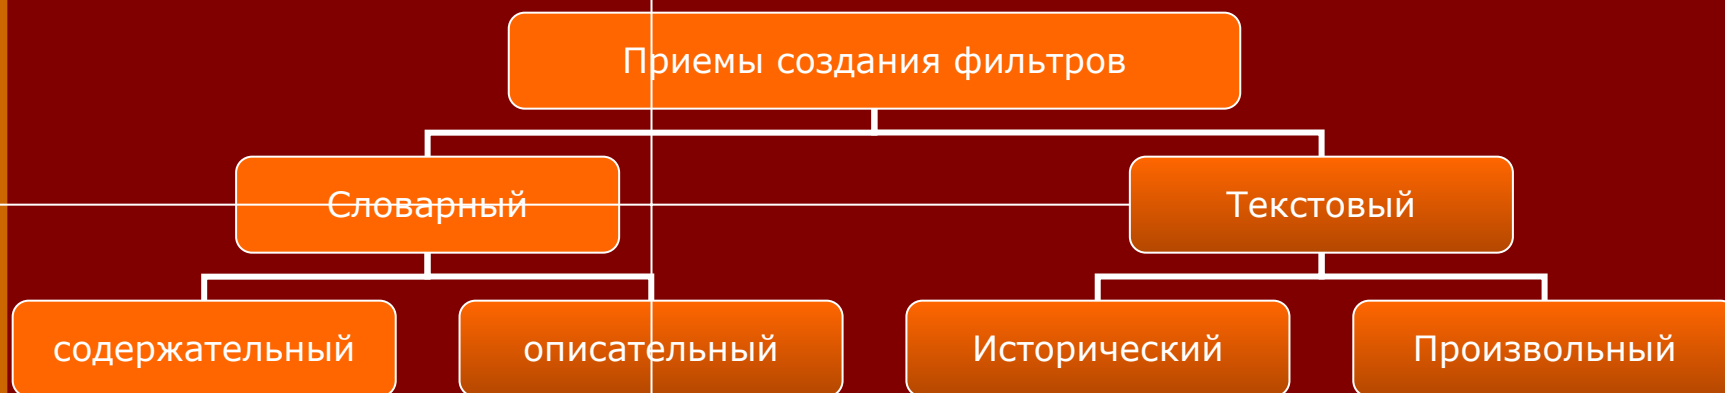 Приемы создания фильтров
Словарный
Текстовый
содержательный
описательный
Исторический
Произвольный